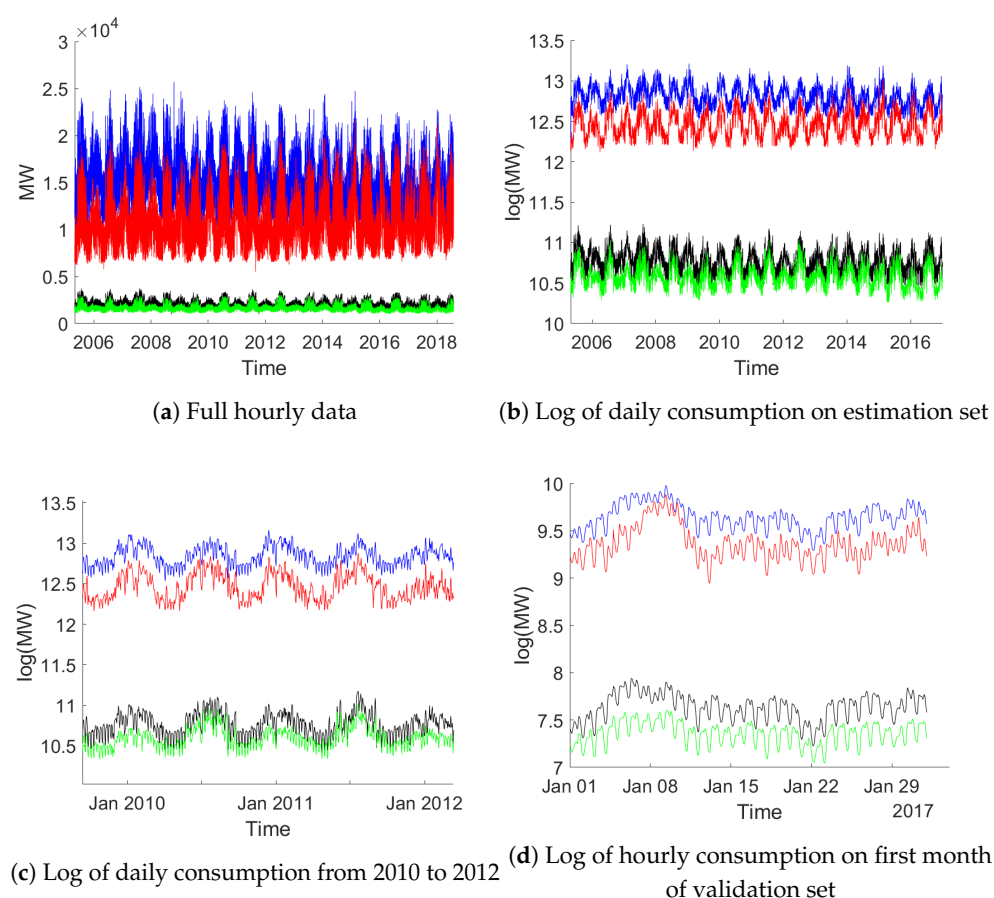 ×10⁴
3
2.5
2
1.5
1
0.5
0
MW
2006 2008 2010 2012 2014 2016 2018
Time
(a) Full hourly data
13.5
13
12.5
12
11.5
11
10.5
10
log(MW)
2006 2008 2010 2012 2014 2016
Time
(b) Log of daily consumption on estimation set
13.5
13
12.5
12
11.5
11
10.5
log(MW)
Jan 2010 Jan 2011 Jan 2012
Time
(c) Log of daily consumption from 2010 to 2012
10
9.5
9
8.5
8
7.5
7
log(MW)
Jan 01 Jan 08 Jan 15 Jan 22 Jan 29
Time 2017
(d) Log of hourly consumption on first month
of validation set